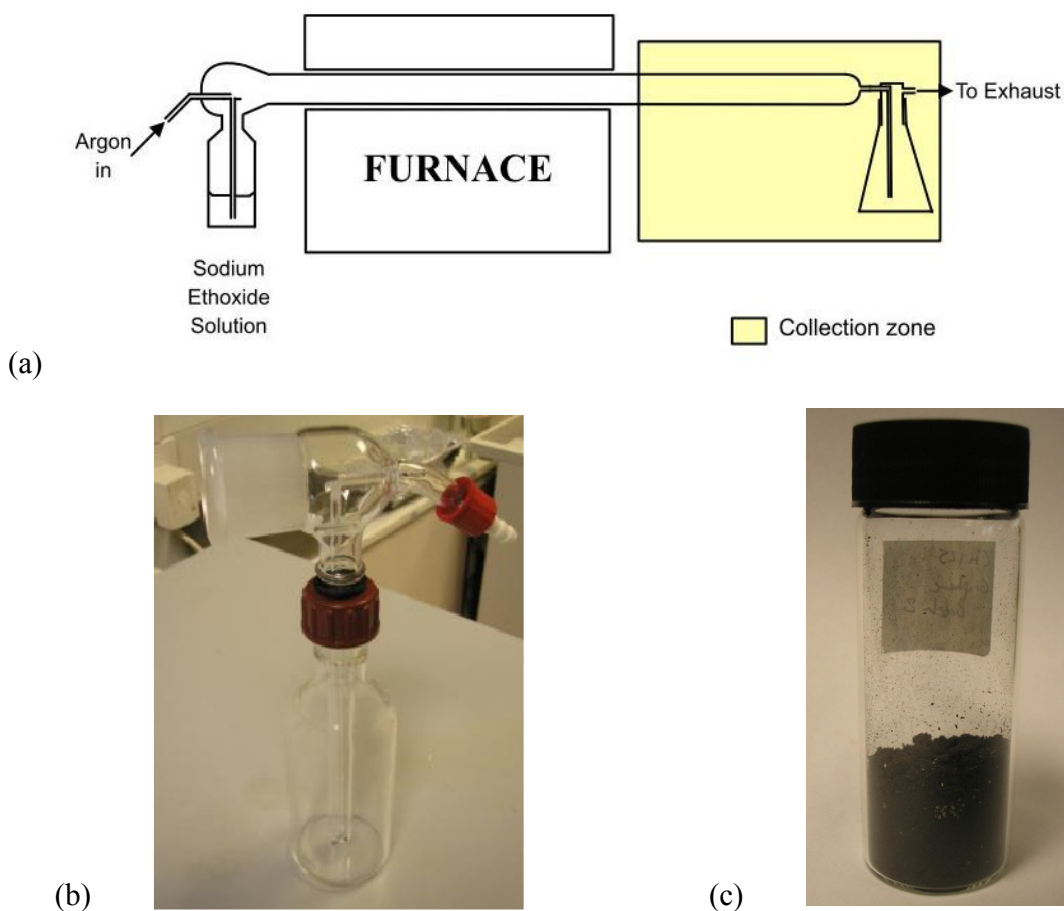 Argon
in
FURNACE
To Exhaust
Sodium
Ethoxide
Solution
Collection zone
(a)
(b)
(c)